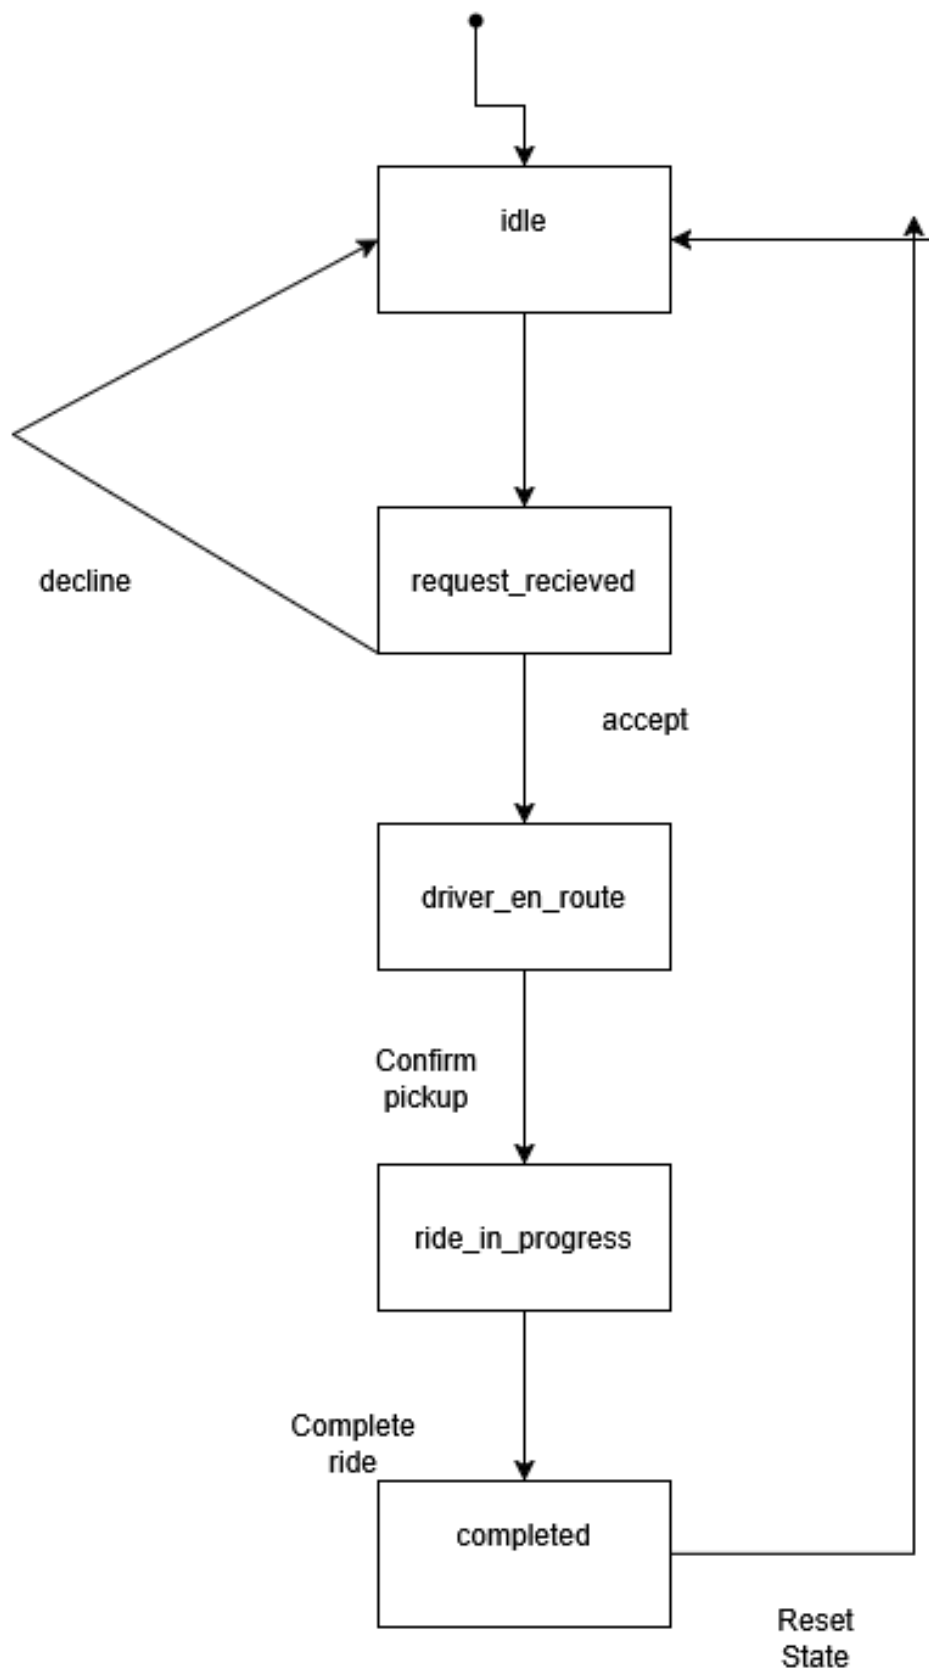 idle
request_recieved
decline
accept
driver_en_route
Confirm
pickup
ride_in_progress
Complete
ride
completed
Reset
State